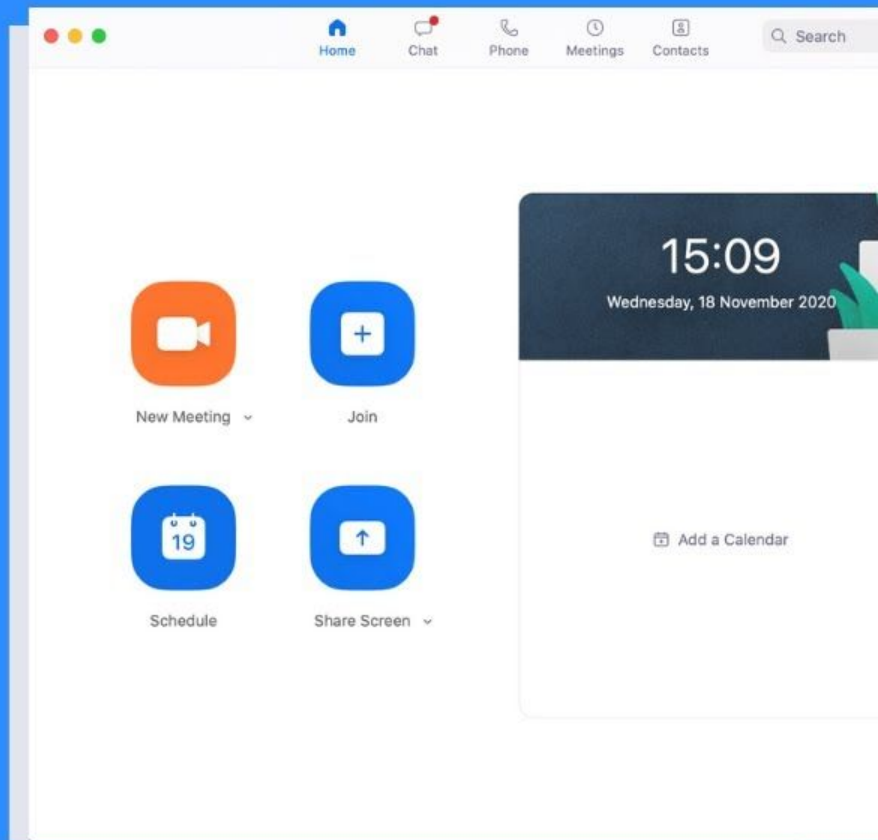 Home Chat Phone Meetings Contacts Search
15:09
Wednesday, 18 November 2020
New Meeting Join
19
Add a Calendar
Schedule Share Screen